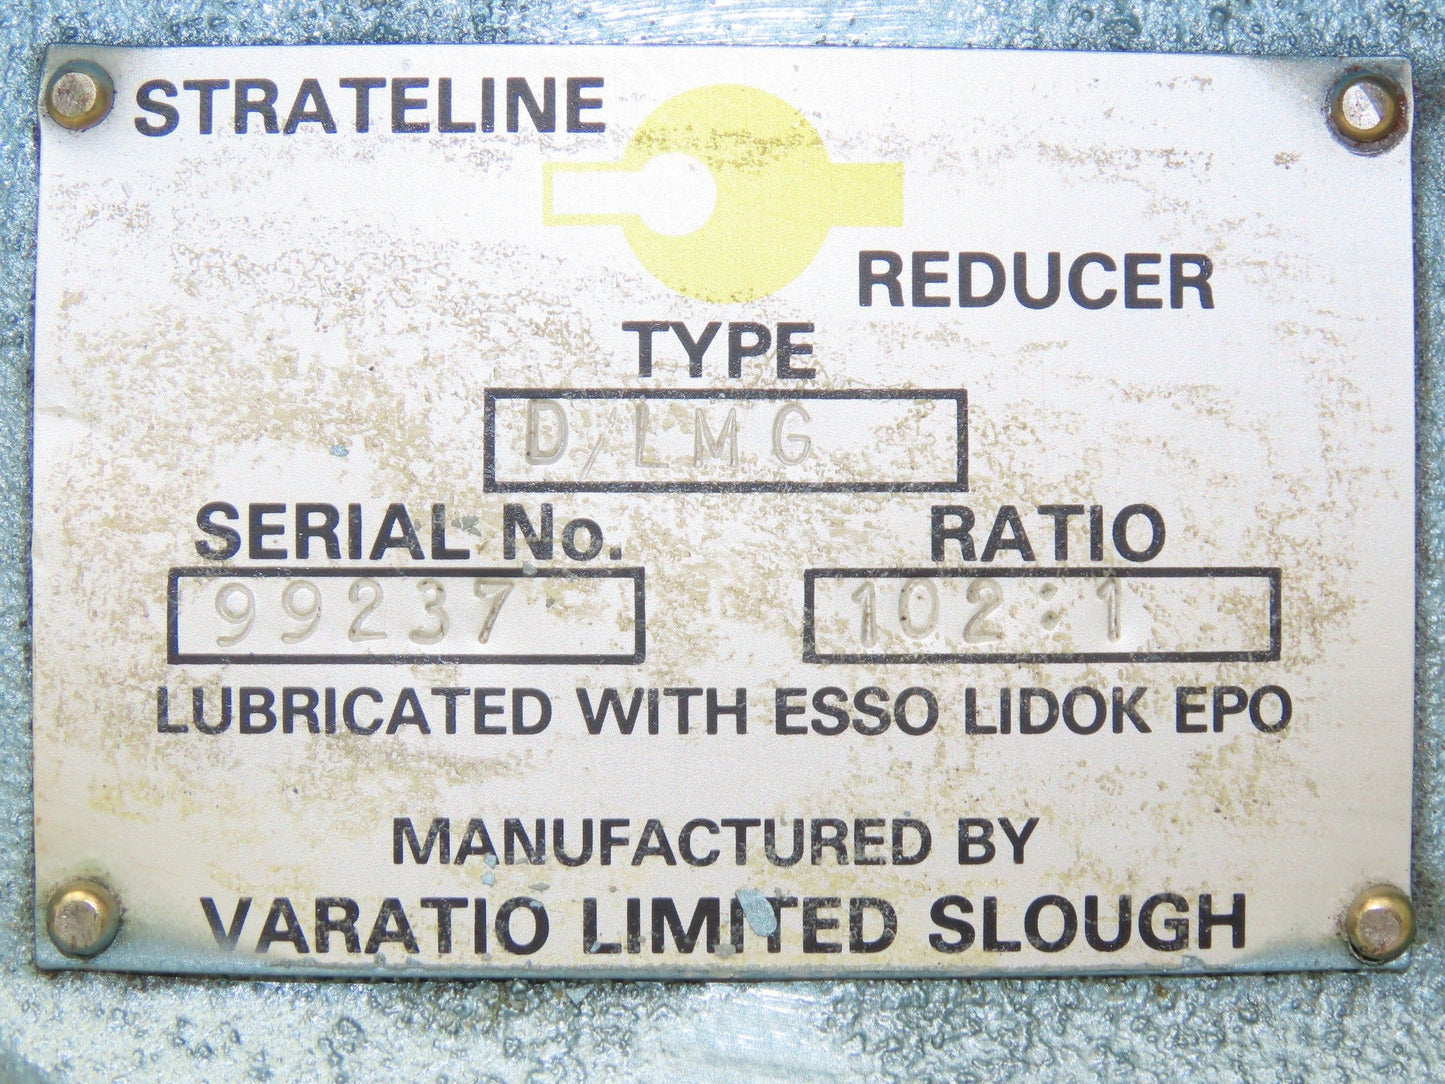 STRATELINE
REDUCER
TYPE
D/LMG
SERIAL No. RATIO
99237 102:1
LUBRICATED WITH ESSO LIDOK EPO
MANUFACTURED BY
VARATIO LIMITED SLOUGH